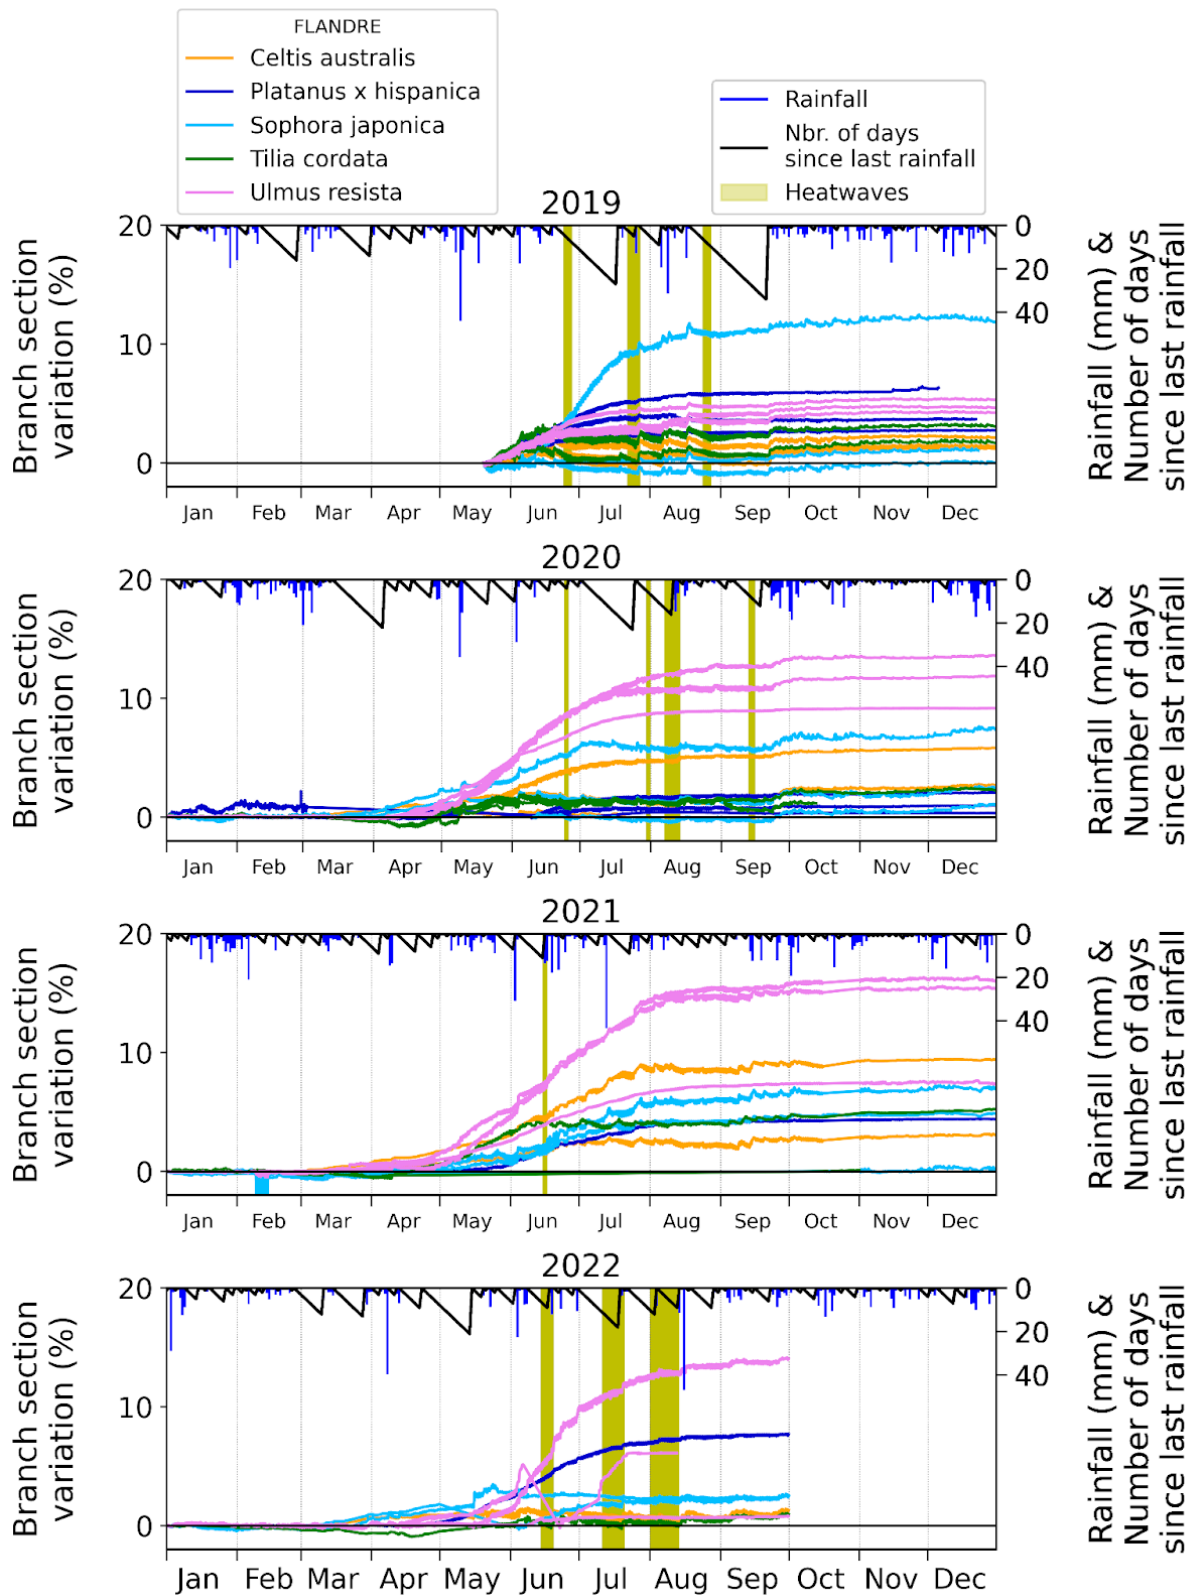 FLANDRE
Celtis australis
Platanus x hispanica
Sophora japonica
Tilia cordata
Ulmus resista
Rainfall
Nbr. of days
since last rainfall
Heatwaves
2019
Branch section
variation (%)
20
10
0
0
20
40
Rainfall (mm) &
Number of days
since last rainfall
Jan Feb Mar Apr May Jun Jul Aug Sep Oct Nov Dec
2020
Branch section
variation (%)
20
10
0
0
20
40
Rainfall (mm) &
Number of days
since last rainfall
Jan Feb Mar Apr May Jun Jul Aug Sep Oct Nov Dec
2021
Branch section
variation (%)
20
10
0
0
20
40
Rainfall (mm) &
Number of days
since last rainfall
Jan Feb Mar Apr May Jun Jul Aug Sep Oct Nov Dec
2022
Branch section
variation (%)
20
10
0
0
20
40
Rainfall (mm) &
Number of days
since last rainfall
Jan Feb Mar Apr May Jun Jul Aug Sep Oct Nov Dec